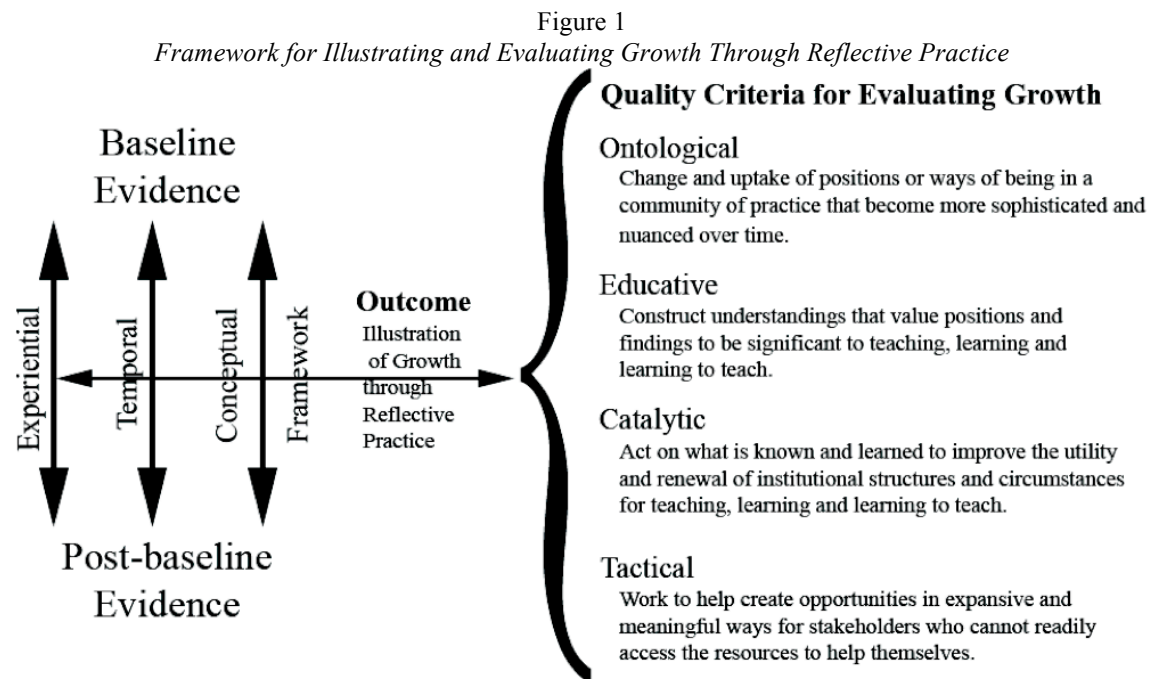 Figure 1
Framework for Illustrating and Evaluating Growth Through Reflective Practice
Baseline
Evidence
Experiential
Temporal
Conceptual
Framework
Post-baseline
Evidence
Outcome
Illustration
of Growth
through
Reflective
Practice
Quality Criteria for Evaluating Growth
Ontological
Change and uptake of positions or ways of being in a
community of practice that become more sophisticated and
nuanced over time.
Educative
Construct understandings that value positions and
findings to be significant to teaching, learning and
learning to teach.
Catalytic
Act on what is known and learned to improve the utility
and renewal of institutional structures and circumstances
for teaching, learning and learning to teach.
Tactical
Work to help create opportunities in expansive and
meaningful ways for stakeholders who cannot readily
access the resources to help themselves.